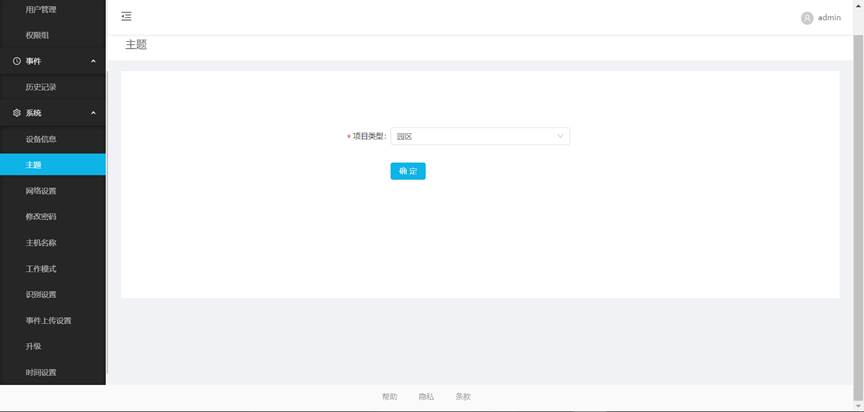 用户管理
权限组
事件
历史记录
系统
设备信息
主题
网络设置
修改密码
主机名称
工作模式
识别设置
事件上传设置
升级
时间设置
admin
主题
* 项目类型: 园区
确 定
帮助 隐私 条款